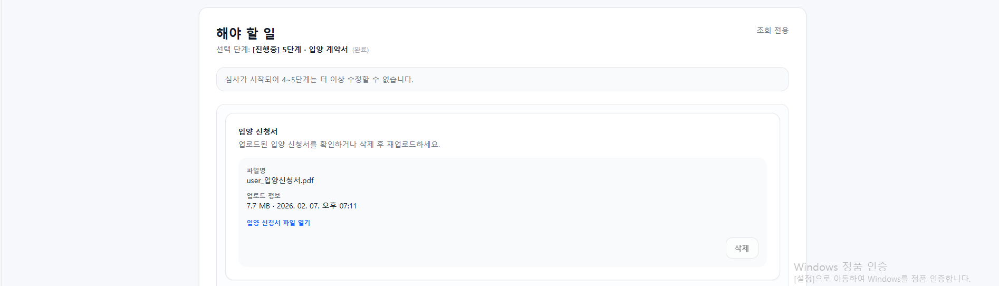 해야 할 일
조회 전용
선택 단계: [진행중] 5단계 · 입양 계약서 (완료)
심사가 시작되어 4~5단계는 더 이상 수정할 수 없습니다.
입양 신청서
업로드된 입양 신청서를 확인하거나 삭제 후 재업로드하세요.
파일명
user_입양신청서.pdf
업로드 정보
7.7 MB · 2026. 02. 07. 오후 07:11
입양 신청서 파일 열기
삭제
Windows 정품 인증
[설정]으로 이동하여 Windows를 정품 인증합니다.